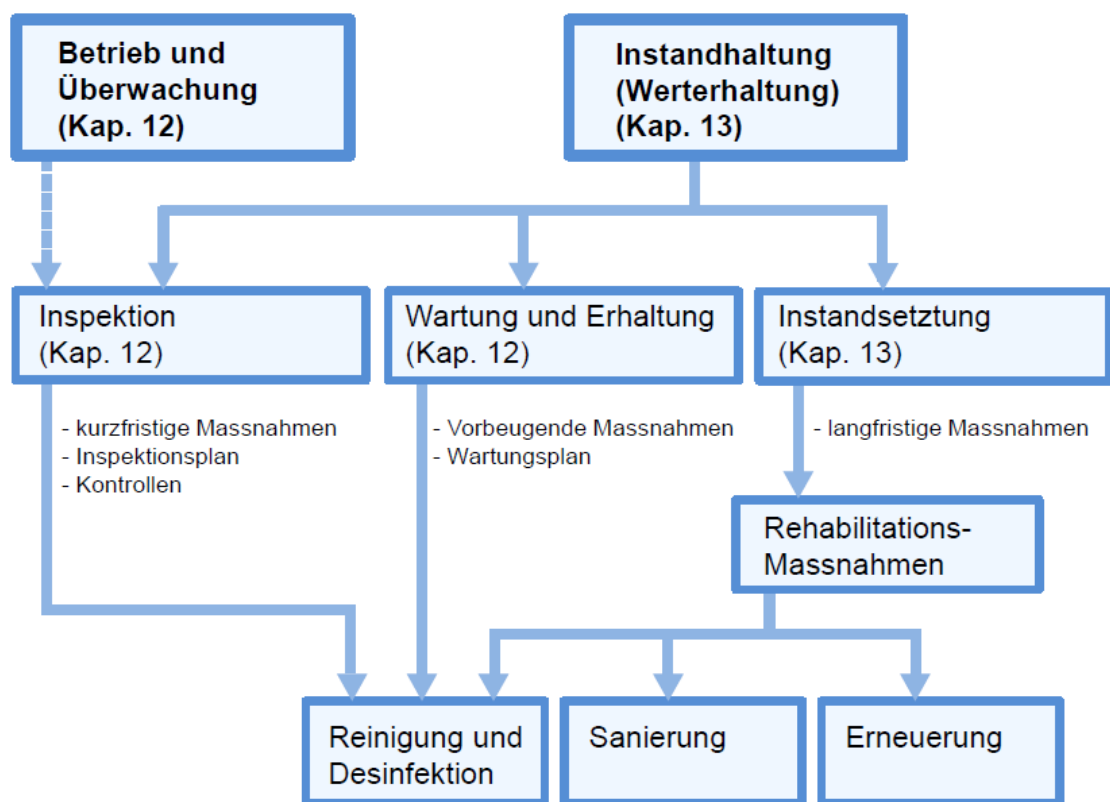 Betrieb und
Überwachung
(Kap. 12)
Instandhaltung
(Werterhaltung)
(Kap. 13)
Inspektion
(Kap. 12)
Wartung und Erhaltung
(Kap. 12)
Instandsetztung
(Kap. 13)
- kurzfristige Massnahmen
- Inspektionsplan
- Kontrollen
- Vorbeugende Massnahmen
- Wartungsplan
- langfristige Massnahmen
Rehabilitations-
Massnahmen
Reinigung und
Desinfektion
Sanierung
Erneuerung